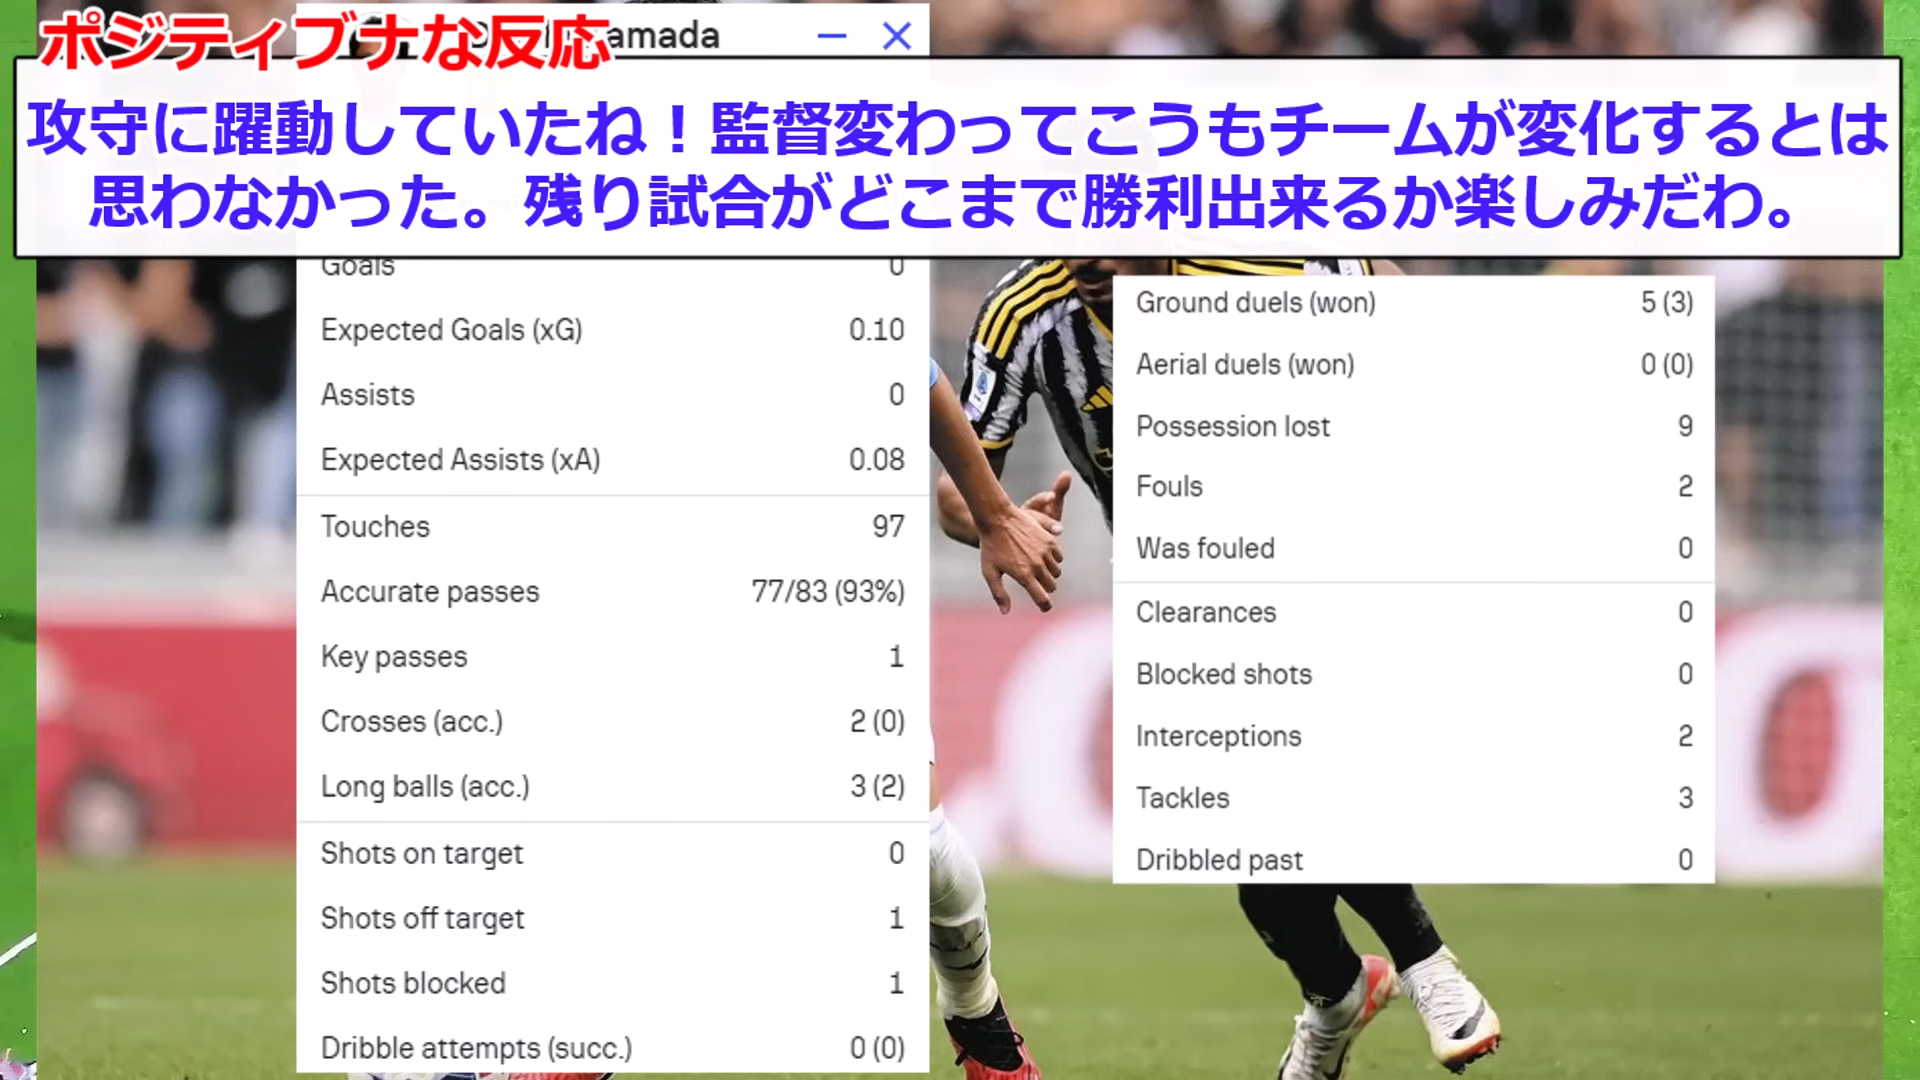 ポジティブナな反応
amada
攻守に躍動していたね！監督変わってこうもチームが変化するとは
思わなかった。残り試合がどこまで勝利出来るか楽しみだわ。
Goals 0
Expected Goals (xG) 0.10
Assists 0
Expected Assists (xA) 0.08
Touches 97
Accurate passes 77/83 (93%)
Key passes 1
Crosses (acc.) 2 (0)
Long balls (acc.) 3 (2)
Shots on target 0
Shots off target 1
Shots blocked 1
Dribble attempts (succ.) 0 (0)
Ground duels (won) 5 (3)
Aerial duels (won) 0 (0)
Possession lost 9
Fouls 2
Was fouled 0
Clearances 0
Blocked shots 0
Interceptions 2
Tackles 3
Dribbled past 0